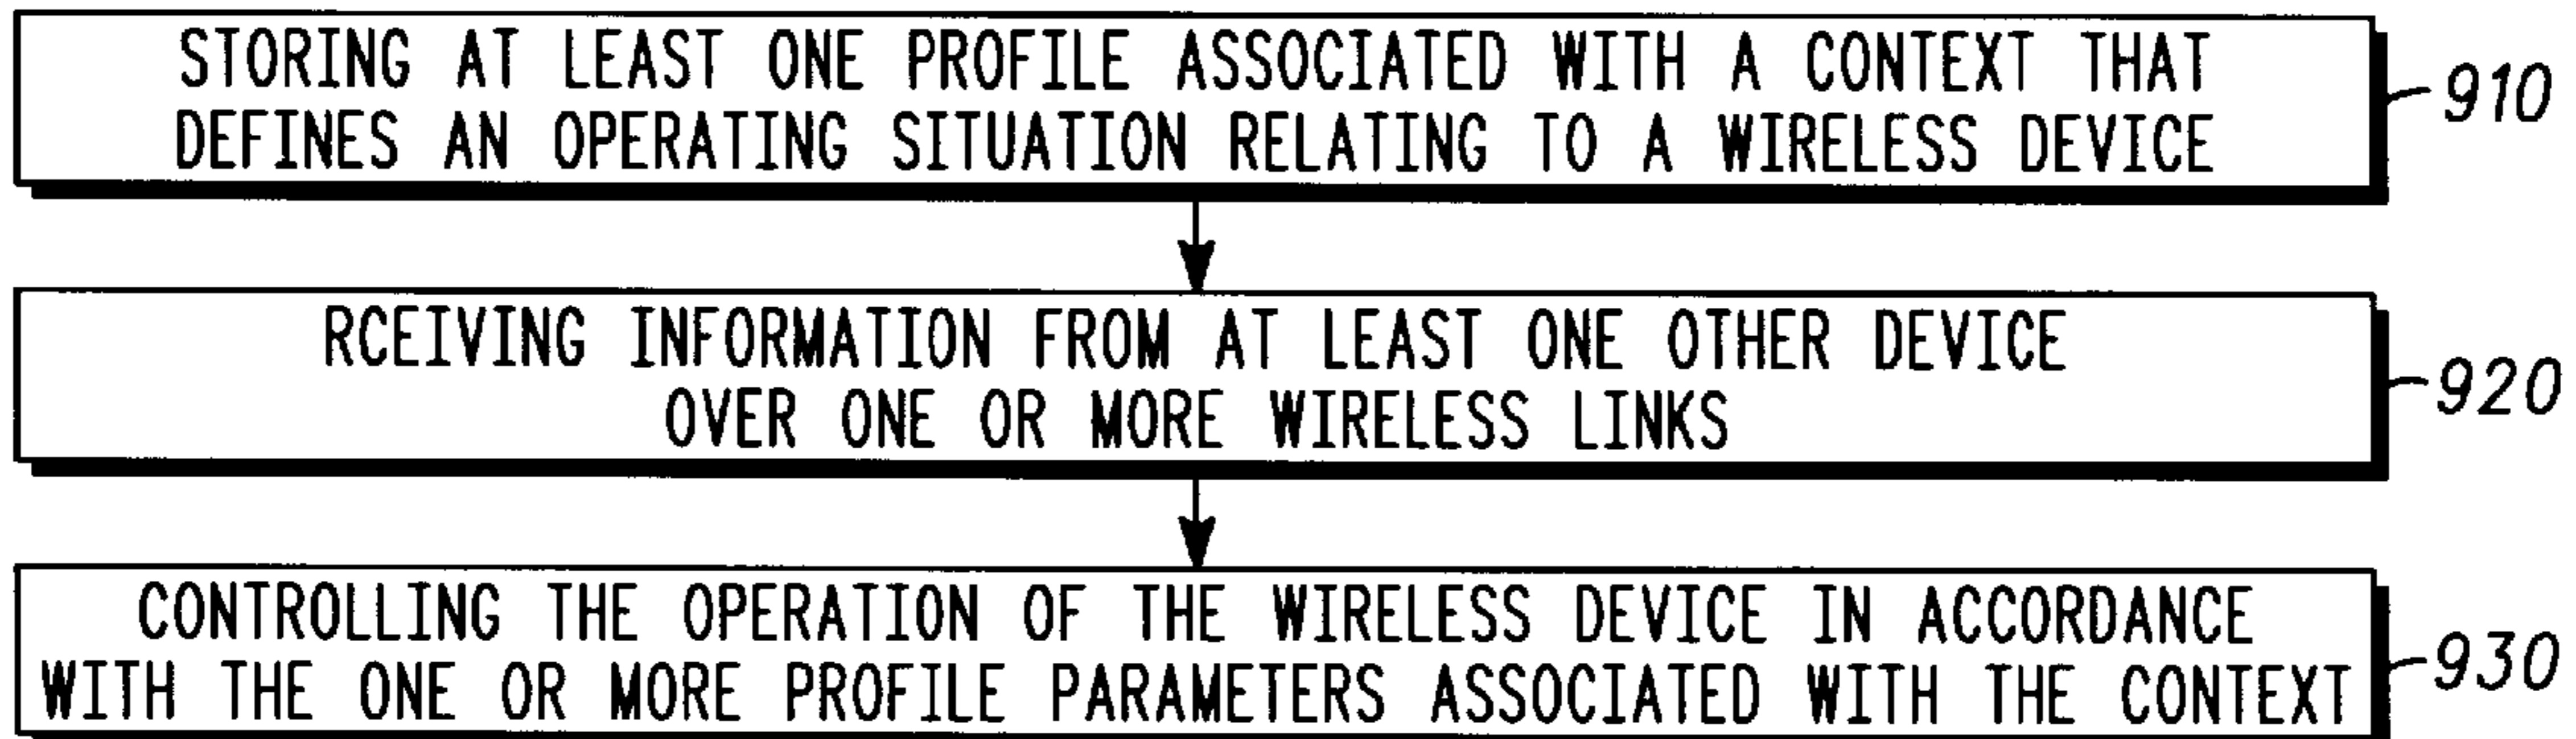 STORING AT LEAST ONE PROFILE ASSOCIATED WITH A CONTEXT THAT
DEFINES AN OPERATING SITUATION RELATING TO A WIRELESS DEVICE
910
RCEIVING INFORMATION FROM AT LEAST ONE OTHER DEVICE
OVER ONE OR MORE WIRELESS LINKS
920
CONTROLLING THE OPERATION OF THE WIRELESS DEVICE IN ACCORDANCE
WITH THE ONE OR MORE PROFILE PARAMETERS ASSOCIATED WITH THE CONTEXT
930